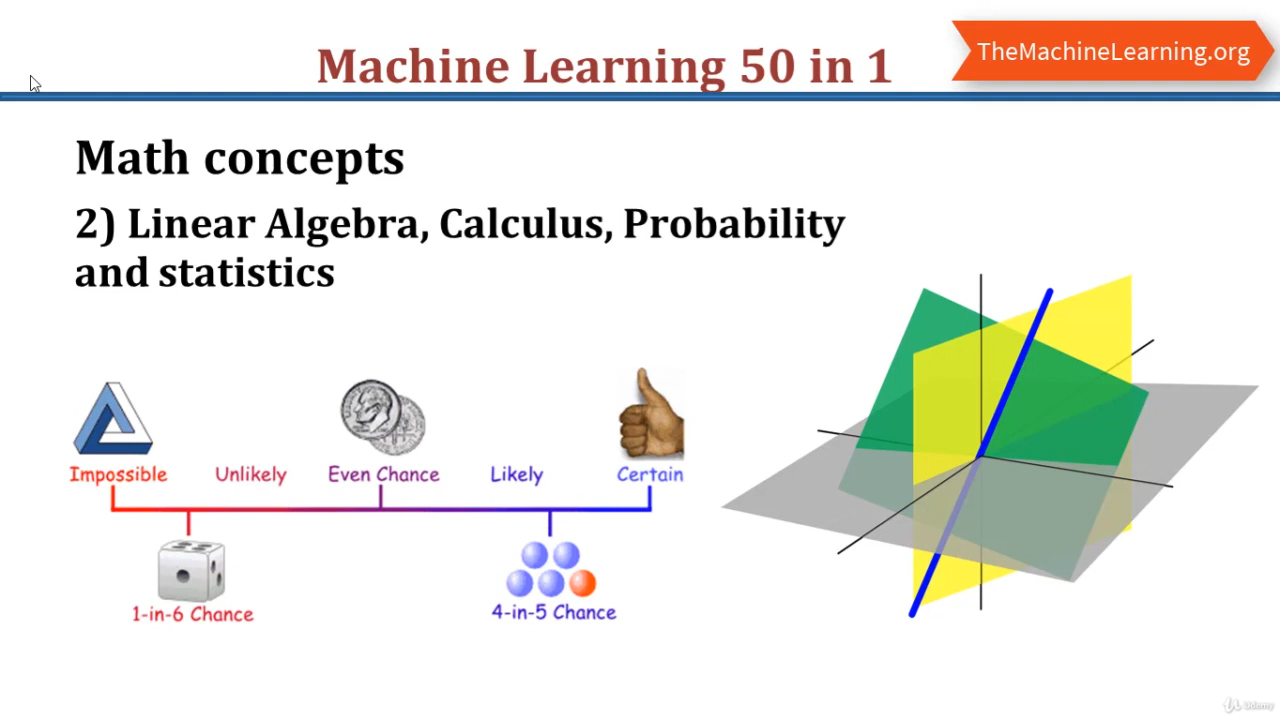 Machine Learning 50 in 1
TheMachineLearning.org
Math concepts
2) Linear Algebra, Calculus, Probability
and statistics
Impossible
Unlikely
Even Chance
Likely
Certain
1-in-6 Chance
4-in-5 Chance
Udemy